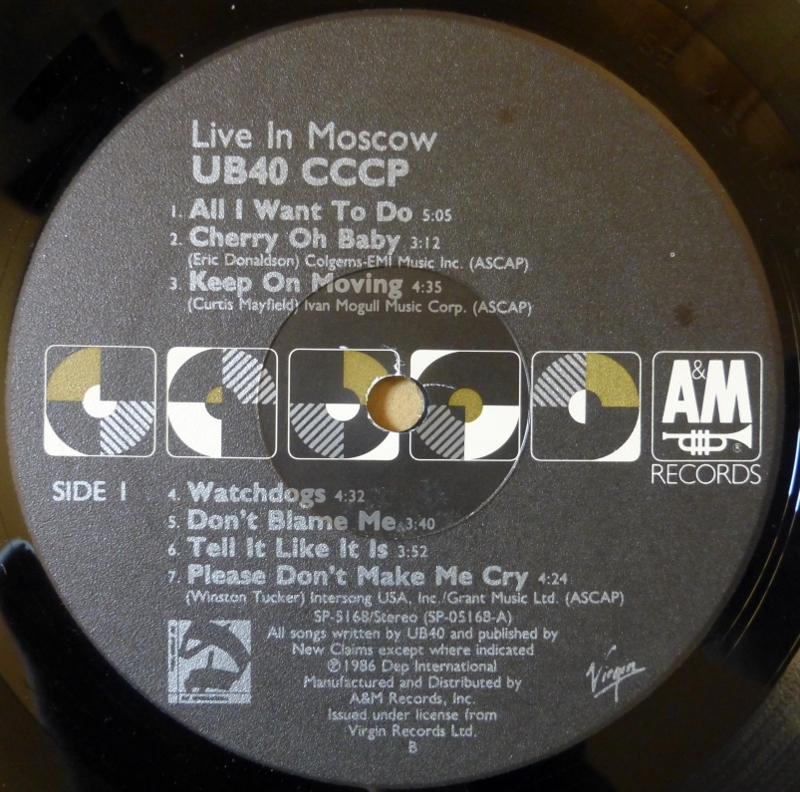 Live In Moscow
UB40 CCCP
1. All I Want To Do 5:05
2. Cherry Oh Baby 3:12
(Eric Donaldson) Colgems-EMI Music Inc. (ASCAP)
3. Keep On Moving 4:35
(Curtis Mayfield) Ivan Mogull Music Corp. (ASCAP)
A&M
®
RECORDS
SIDE 1
4. Watchdogs 4:32
5. Don't Blame Me 3:40
6. Tell It Like It Is 3:52
7. Please Don't Make Me Cry 4:24
(Winston Tucker) Intersong USA, Inc./Grant Music Ltd. (ASCAP)
SP-5168/Stereo (SP-05168-A)
All songs written by UB40 and published by
New Claims except where indicated
℗1986 Dep International
Manufactured and Distributed by
A&M Records, Inc.
Issued under license from
Virgin Records Ltd.
B
Virgin